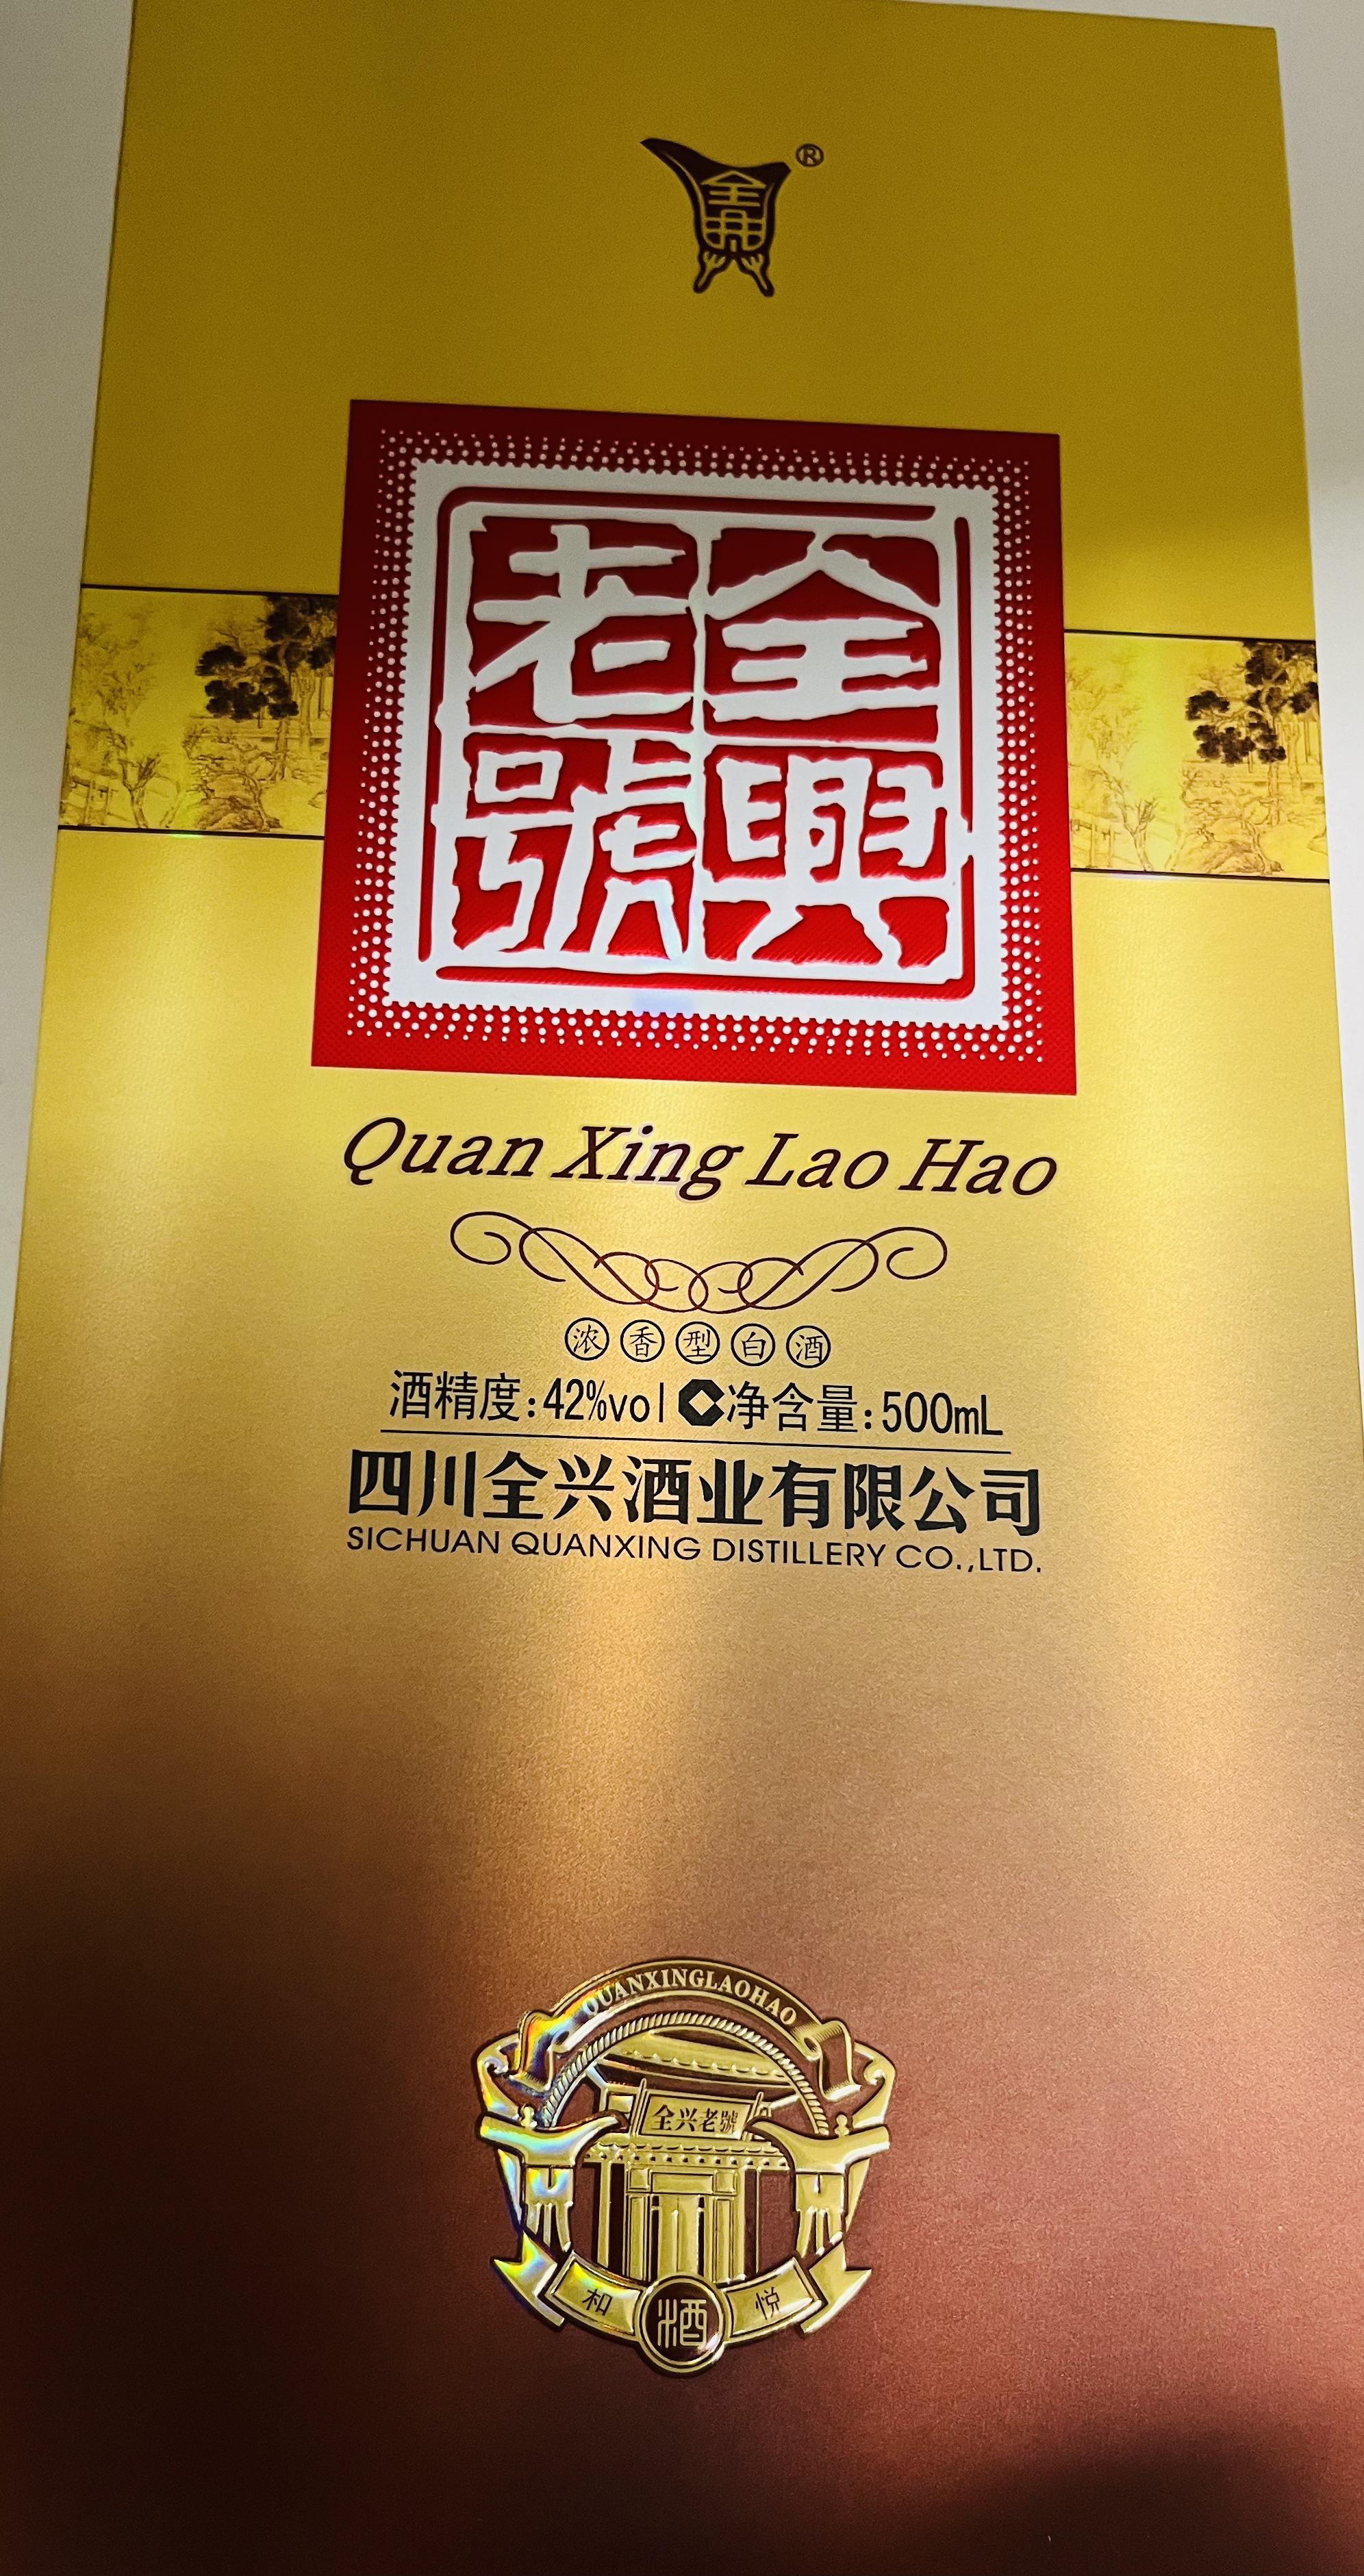 全兴
®
全興
老號
Quan Xing Lao Hao
浓香型白酒
酒精度:42%vol 净含量:500mL
四川全兴酒业有限公司
SICHUAN QUANXING DISTILLERY CO.,LTD.
QUANXINGLAOHAO
全兴老號
和 酒 悦